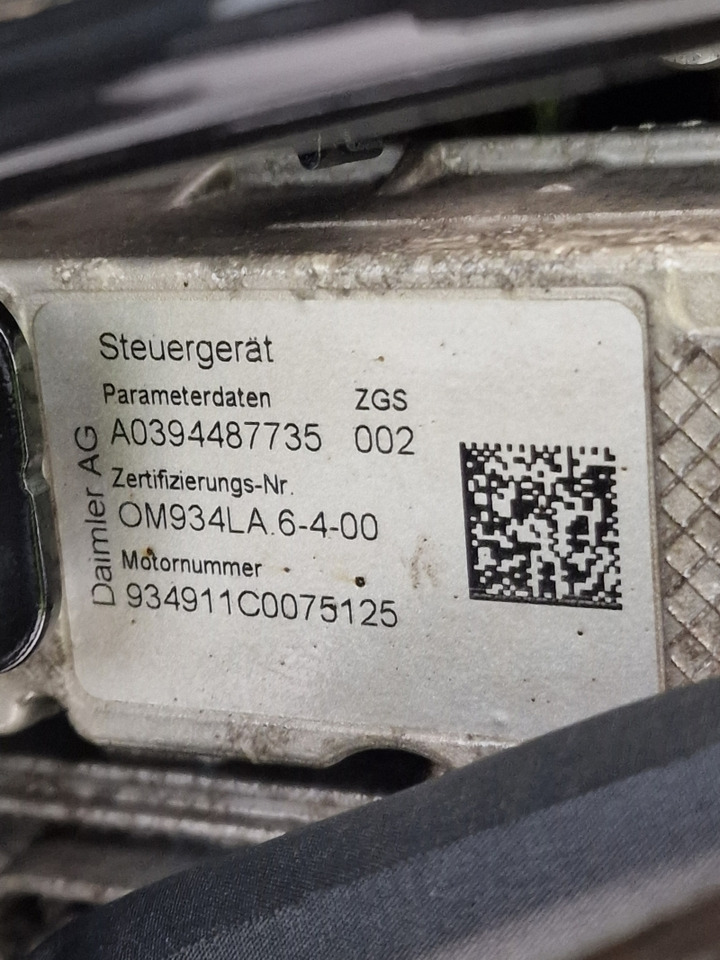 Steuergerät
Parameterdaten ZGS
A0394487735 002
Zertifizierungs-Nr.
OM934LA.6-4-00
Motornummer
934911C0075125
Daimler AG